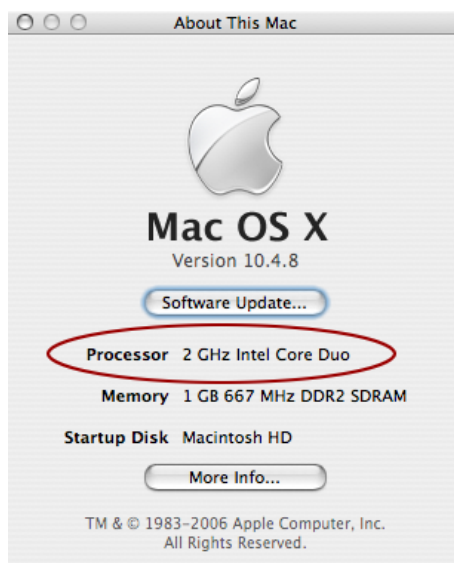 About This Mac
Mac OS X
Version 10.4.8
Software Update...
Processor 2 GHz Intel Core Duo
Memory 1 GB 667 MHz DDR2 SDRAM
Startup Disk Macintosh HD
More Info...
TM & © 1983–2006 Apple Computer, Inc.
All Rights Reserved.